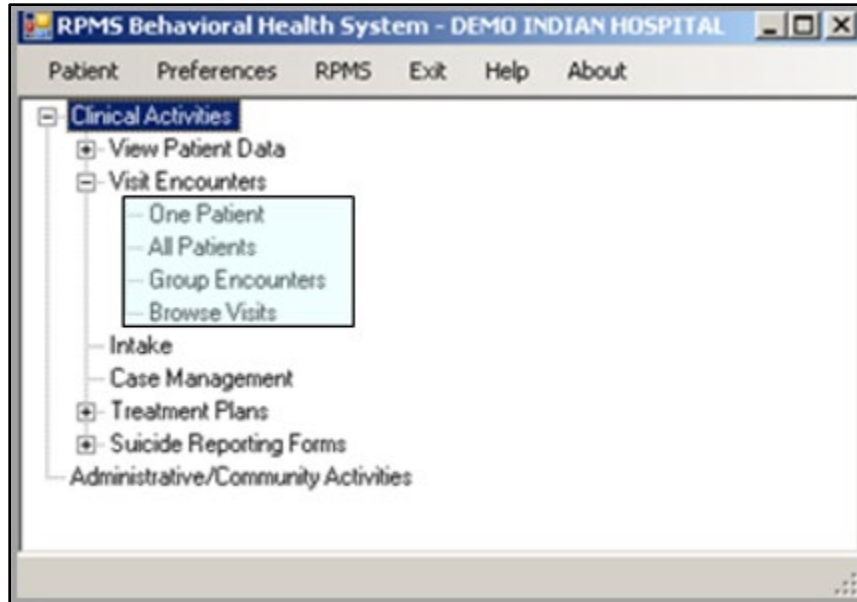 RPMS Behavioral Health System - DEMO INDIAN HOSPITAL
Patient Preferences RPMS Exit Help About
Clinical Activities
View Patient Data
Visit Encounters
One Patient
All Patients
Group Encounters
Browse Visits
Intake
Case Management
Treatment Plans
Suicide Reporting Forms
Administrative/Community Activities